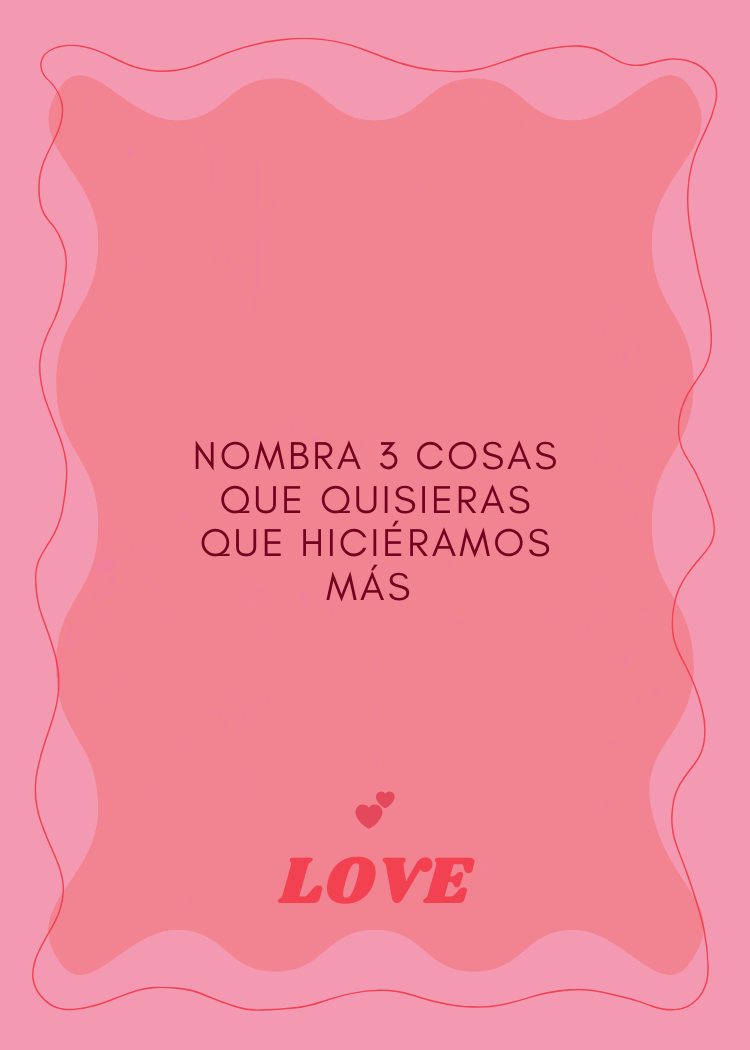 NOMBRA 3 COSAS
QUE QUISIERAS
QUE HICIÉRAMOS
MÁS
LOVE